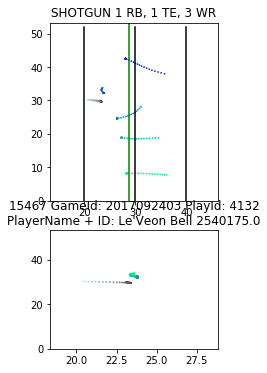 SHOTGUN 1 RB, 1 TE, 3 WR
50
40
30
20
10
0
20 30 40
15467 GameId: 2017092403 PlayId: 4132
PlayerName + ID: Le'Veon Bell 2540175.0
40
20
0
20.0 22.5 25.0 27.5